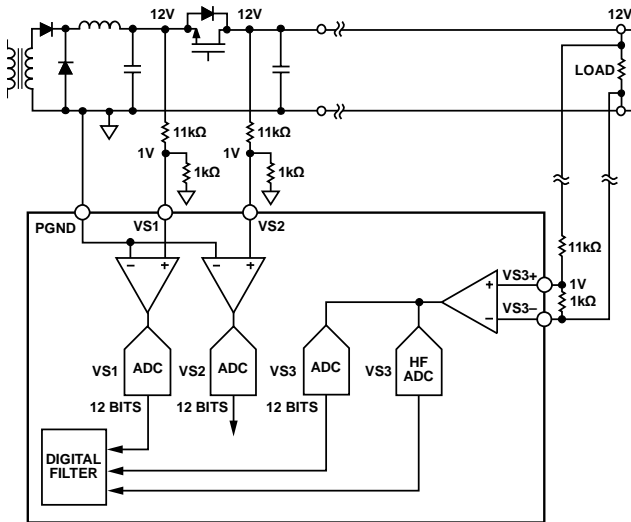 12V 12V 12V
LOAD
11kΩ 11kΩ
1V 1V
1kΩ 1kΩ
PGND VS1 VS2
11kΩ
VS3+ 1V
1kΩ
VS3–
– + – +
+
–
VS1 ADC VS2 ADC VS3 ADC VS3 HF
ADC
12 BITS 12 BITS 12 BITS
DIGITAL
FILTER